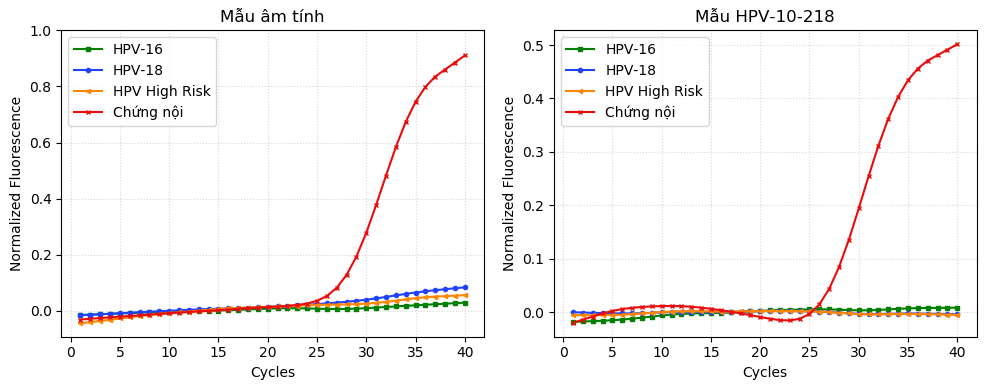 Mẫu âm tính
Normalized Fluorescence
1.0
0.8
0.6
0.4
0.2
0.0
HPV-16
HPV-18
HPV High Risk
Chứng nội
0 5 10 15 20 25 30 35 40
Cycles
Mẫu HPV-10-218
Normalized Fluorescence
0.5
0.4
0.3
0.2
0.1
0.0
HPV-16
HPV-18
HPV High Risk
Chứng nội
0 5 10 15 20 25 30 35 40
Cycles